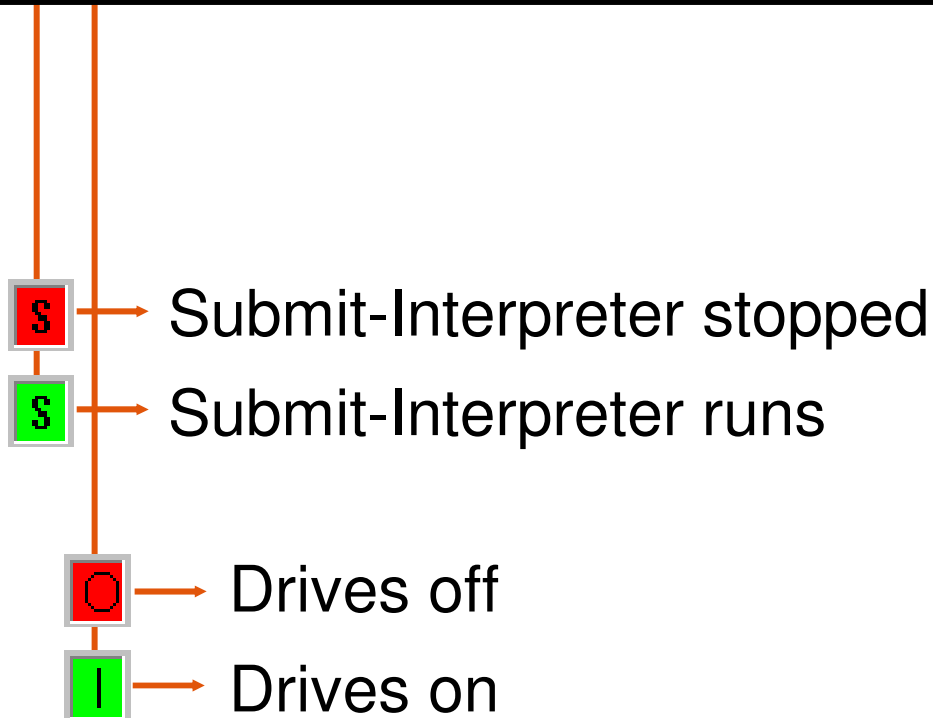 S Submit-Interpreter stopped
S Submit-Interpreter runs
O Drives off
I Drives on